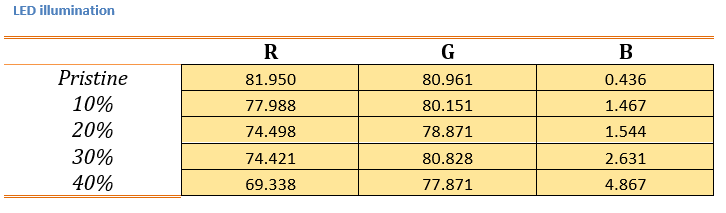 LED illumination
R G B
Pristine 81.950 80.961 0.436
10% 77.988 80.151 1.467
20% 74.498 78.871 1.544
30% 74.421 80.828 2.631
40% 69.338 77.871 4.867